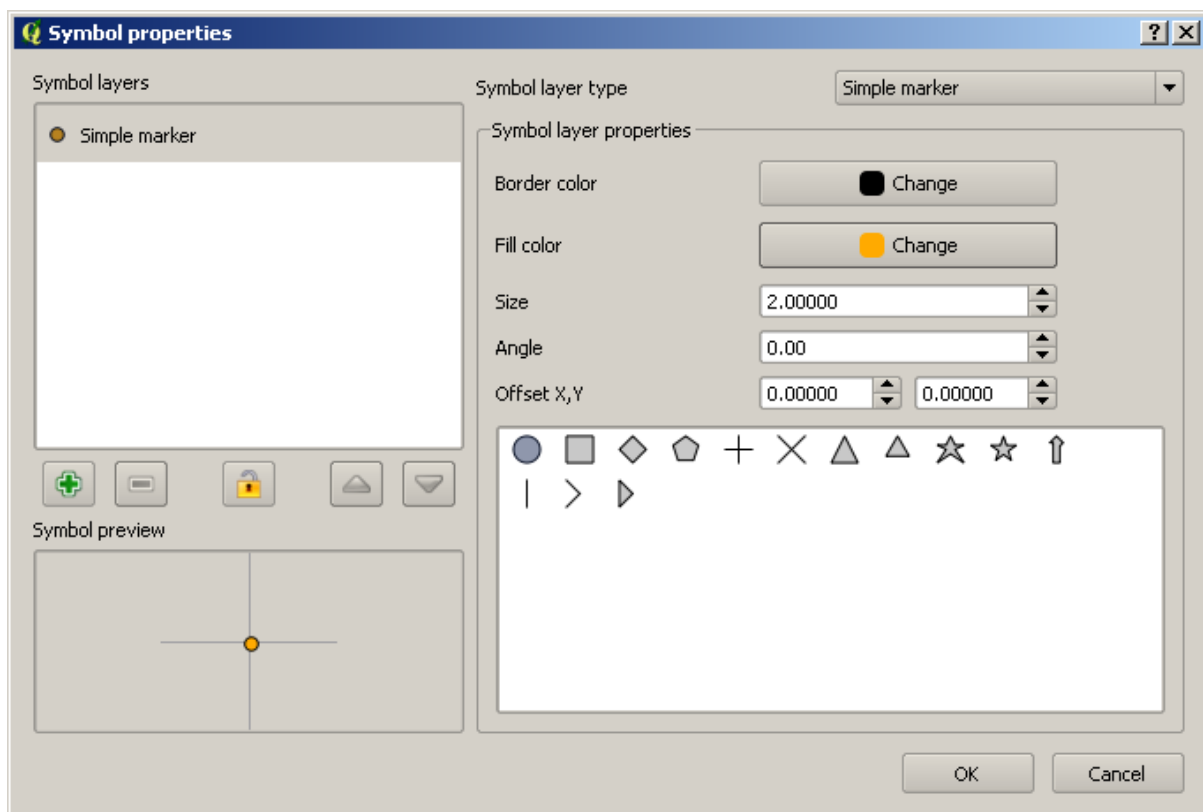 Symbol properties
Symbol layers
Simple marker
Symbol preview
Symbol layer type
Simple marker
Symbol layer properties
Border color
Change
Fill color
Change
Size
2.00000
Angle
0.00
Offset X,Y
0.00000
0.00000
OK
Cancel